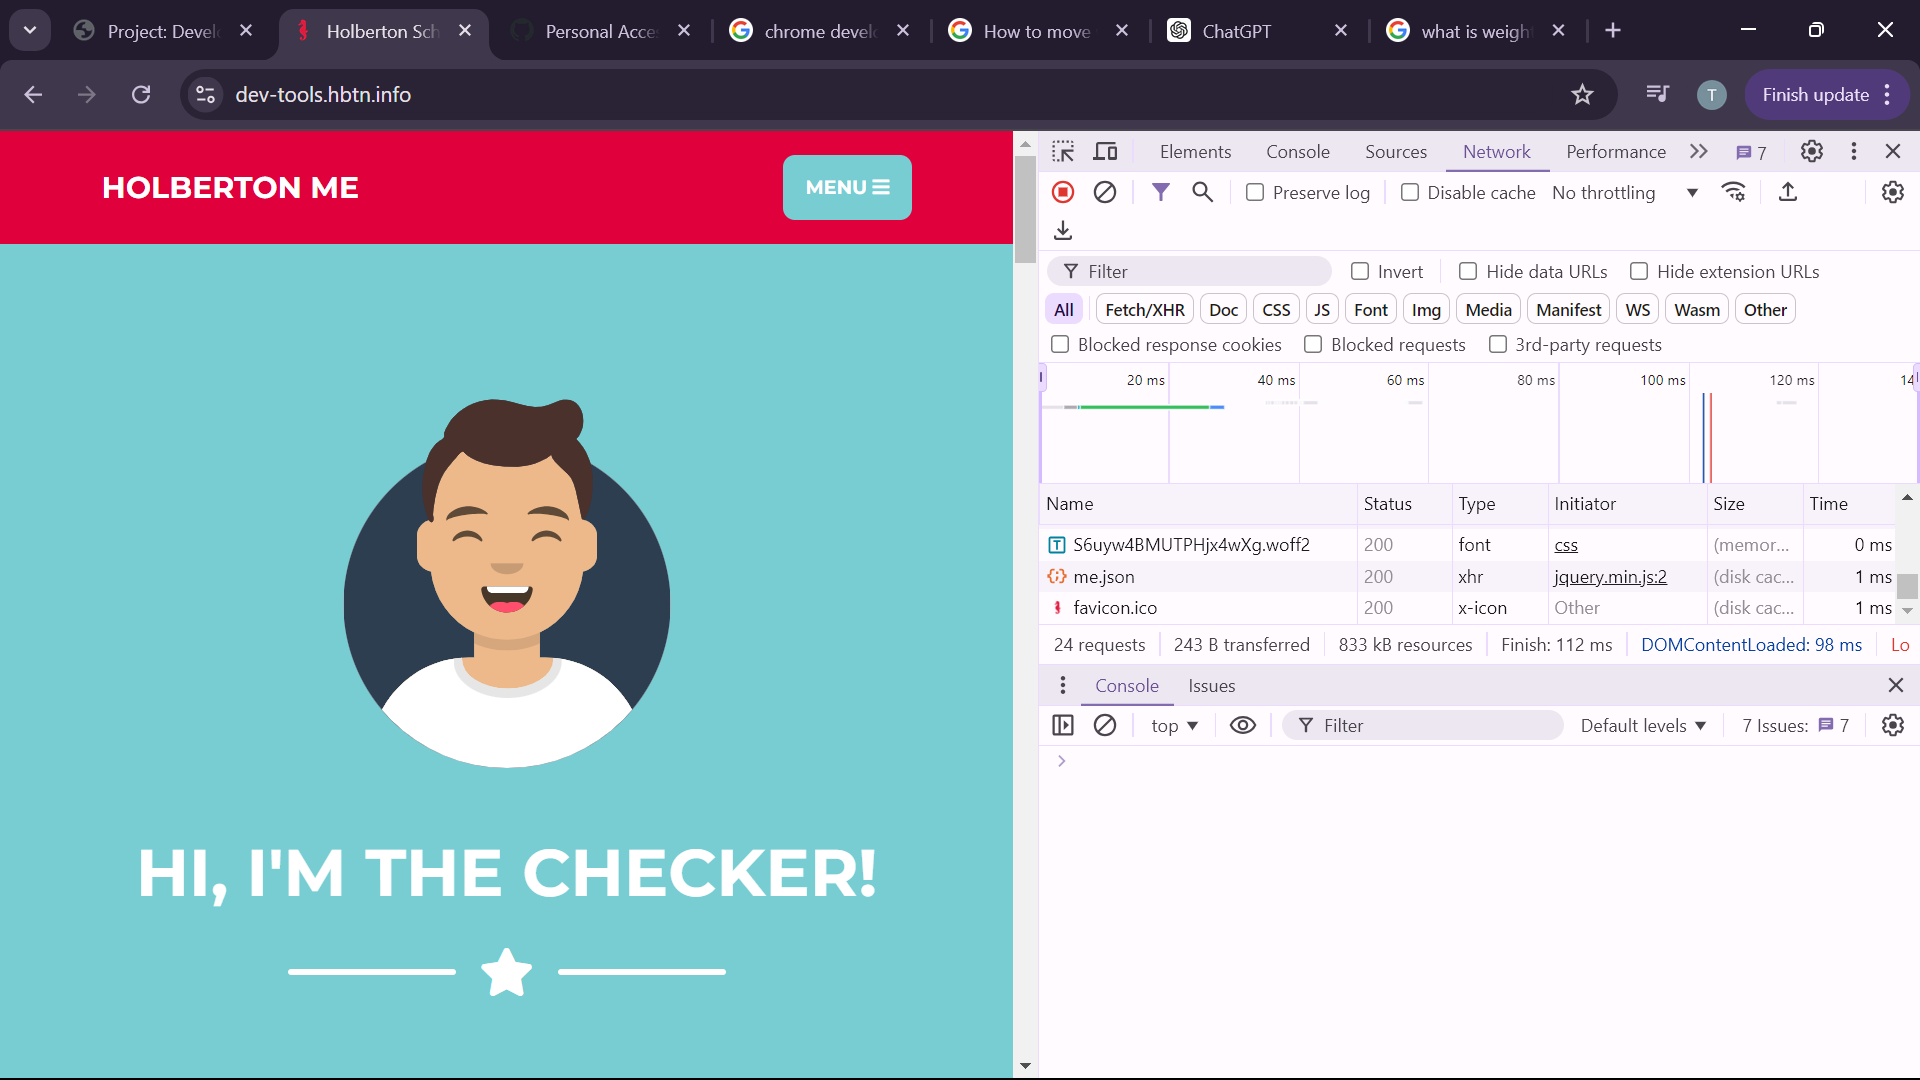 Project: Devel
Holberton Sch
Personal Acce
chrome devel
How to move
ChatGPT
what is weigh
dev-tools.hbtn.info
T
Finish update
HOLBERTON ME
MENU
HI, I'M THE CHECKER!
Elements Console Sources Network Performance 7
Preserve log Disable cache No throttling
Filter Invert Hide data URLs Hide extension URLs
All Fetch/XHR Doc CSS JS Font Img Media Manifest WS Wasm Other
Blocked response cookies Blocked requests 3rd-party requests
20 ms 40 ms 60 ms 80 ms 100 ms 120 ms 14
Name Status Type Initiator Size Time
S6uyw4BMUTPHjx4wXg.woff2 200 font css (memor... 0 ms
me.json 200 xhr jquery.min.js:2 (disk cac... 1 ms
favicon.ico 200 x-icon Other (disk cac... 1 ms
24 requests 243 B transferred 833 kB resources Finish: 112 ms DOMContentLoaded: 98 ms Lo
Console Issues
top Filter Default levels 7 Issues: 7